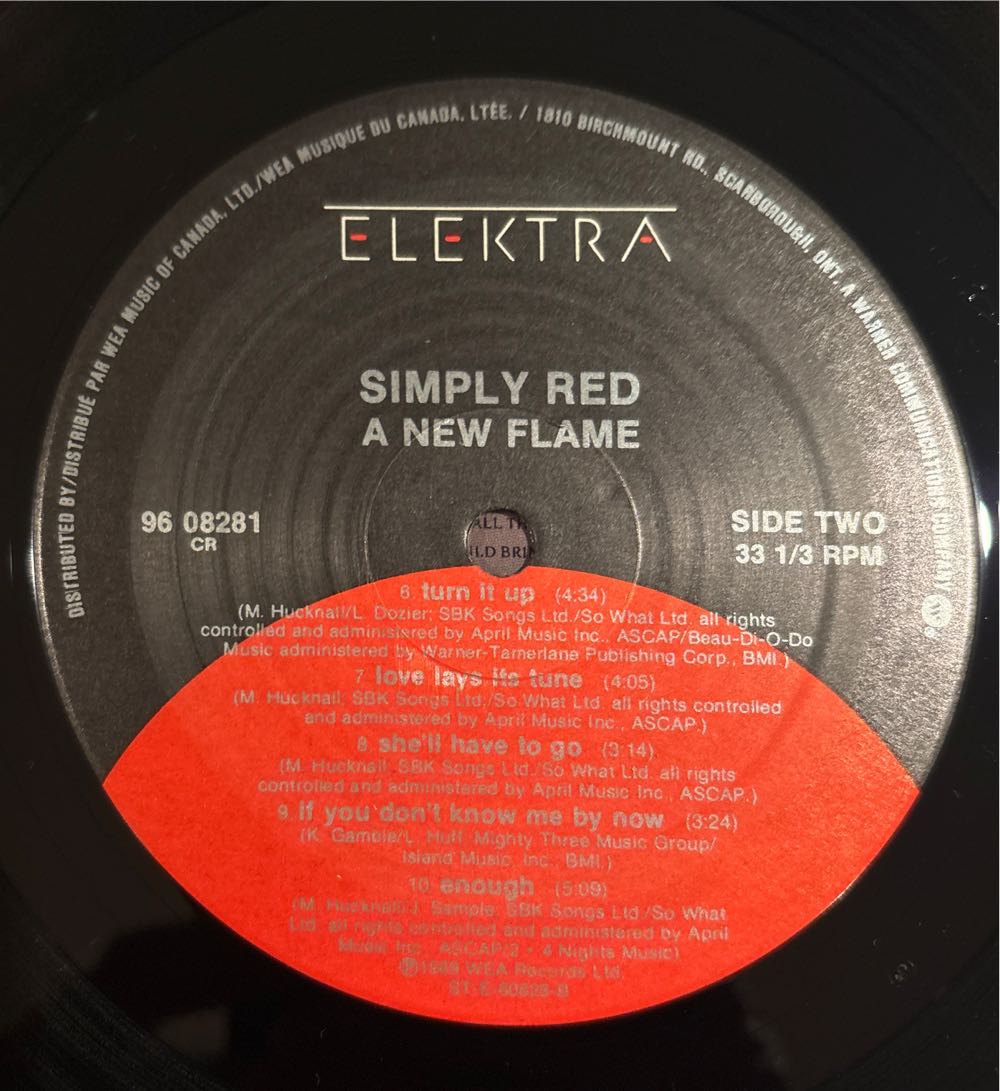 DISTRIBUTED BY/DISTRIBUÉ PAR WEA MUSIC OF CANADA, LTD./WEA MUSIQUE DU CANADA, LTÉE. / 1810 BIRCHMOUNT RD., SCARBOROUGH, ONT. A WARNER COMMUNICATIONS COMPANY
ELEKTRA
SIMPLY RED
A NEW FLAME
96 08281
CR
SIDE TWO
33 1/3 RPM
ALL
BRI
6. turn it up (4:34)
(M. Hucknall/L. Dozier; SBK Songs Ltd./So What Ltd. all rights
controlled and administered by April Music Inc., ASCAP/Beau-Di-O-Do
Music administered by Warner-Tamerlane Publishing Corp., BMI.)
7. love lays its tune (4:05)
(M. Hucknall; SBK Songs Ltd./So What Ltd. all rights controlled
and administered by April Music Inc., ASCAP.)
8. she'll have to go (3:14)
(M. Hucknall; SBK Songs Ltd./So What Ltd. all rights
controlled and administered by April Music Inc., ASCAP.)
9. if you don't know me by now (3:24)
(K. Gamble/L. Huff; Mighty Three Music Group/
Island Music, Inc., BMI.)
10. enough (5:09)
(M. Hucknall/J. Sample; SBK Songs Ltd./So What
Ltd. all rights controlled and administered by April
Music Inc., ASCAP/2 - 4 Nights Music)
Ⓟ1989 WEA Records Ltd.
ST-E-60828-B